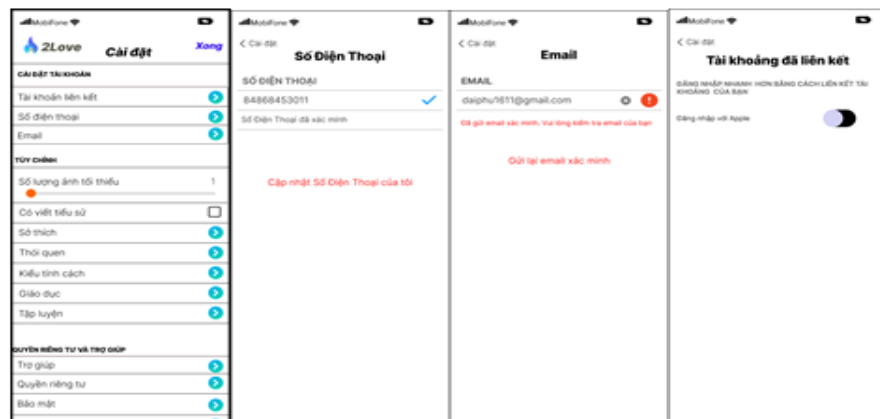 MobiFone
2Love
Cài đặt
Xong
CÀI ĐẶT TÀI KHOẢN
Tài khoản liên kết
Số điện thoại
Email
TÙY CHỈNH
Số lượng ảnh tối thiểu 1
Có viết tiểu sử
Sở thích
Thói quen
Kiểu tính cách
Giáo dục
Tập luyện
QUYỀN RIÊNG TƯ VÀ TRỢ GIÚP
Trợ giúp
Quyền riêng tư
Bảo mật
MobiFone
< Cài đặt
Số Điện Thoại
SỐ ĐIỆN THOẠI
84868453011
Số Điện Thoại đã xác minh
Cập nhật Số Điện Thoại của tôi
MobiFone
< Cài đặt
Email
EMAIL
daiphu1611@gmail.com
Đã gửi email xác minh. Vui lòng kiểm tra email của bạn
Gửi lại email xác minh
MobiFone
< Cài đặt
Tài khoảng đã liên kết
ĐĂNG NHẬP NHANH HƠN BẰNG CÁCH LIÊN KẾT TÀI
KHOẢNG CỦA BẠN
Đăng nhập với Apple